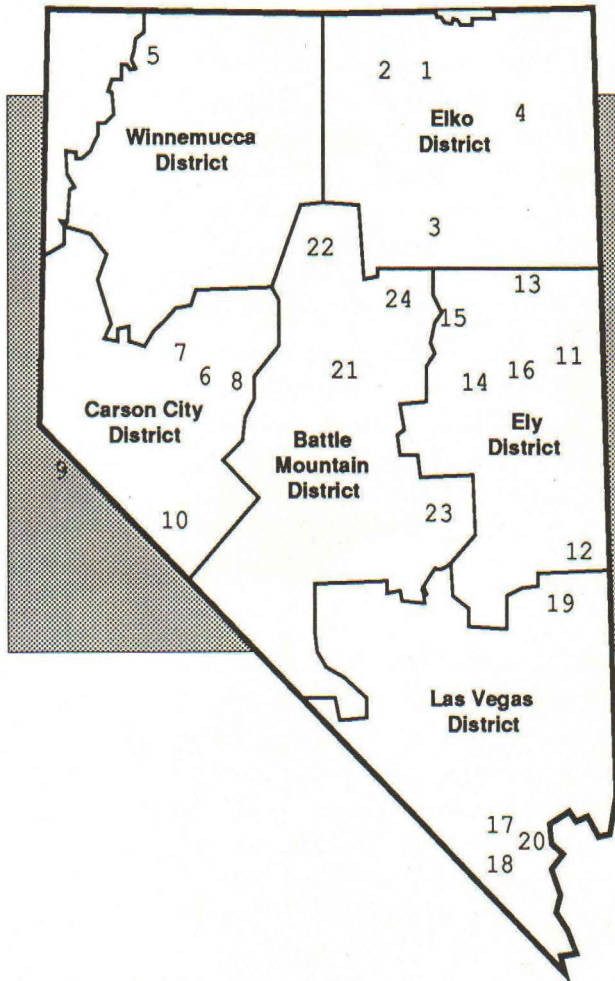 5
2
1
4
Winnemucca
District
Elko
District
3
22
13
24
15
7
6
8
21
14
16
11
Carson City
District
Battle
Mountain
District
Ely
District
9
10
23
12
19
Las Vegas
District
17
20
18